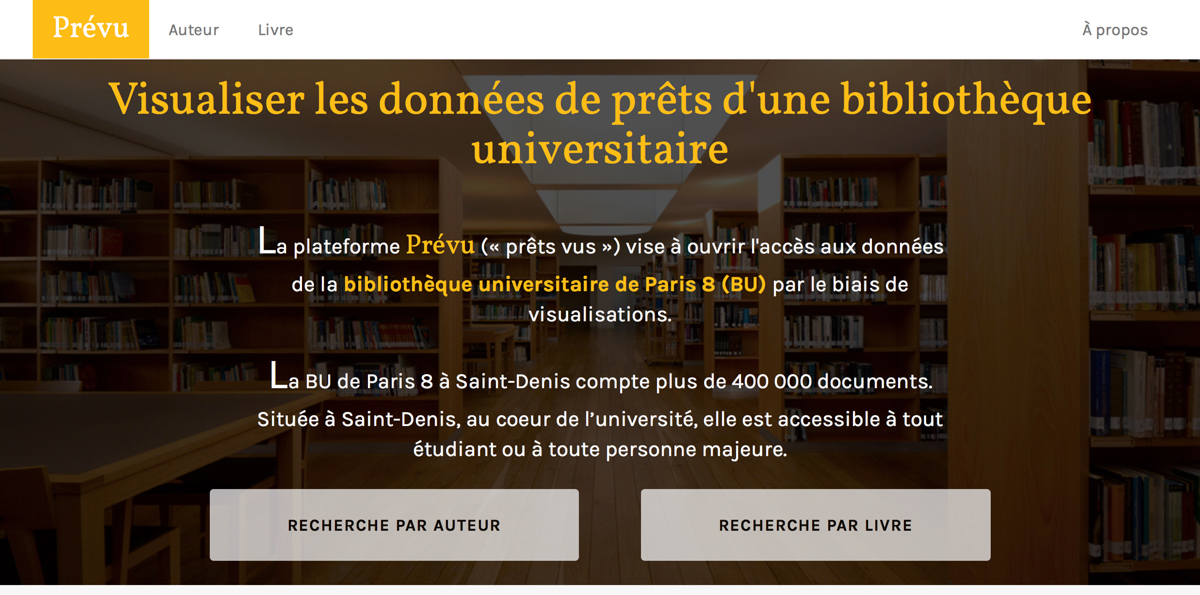 Prévu
Auteur
Livre
À propos
Visualiser les données de prêts d'une bibliothèque
universitaire
La plateforme Prévu (« prêts vus ») vise à ouvrir l'accès aux données
de la bibliothèque universitaire de Paris 8 (BU) par le biais de
visualisations.
La BU de Paris 8 à Saint-Denis compte plus de 400 000 documents.
Située à Saint-Denis, au coeur de l’université, elle est accessible à tout
étudiant ou à toute personne majeure.
RECHERCHE PAR AUTEUR
RECHERCHE PAR LIVRE